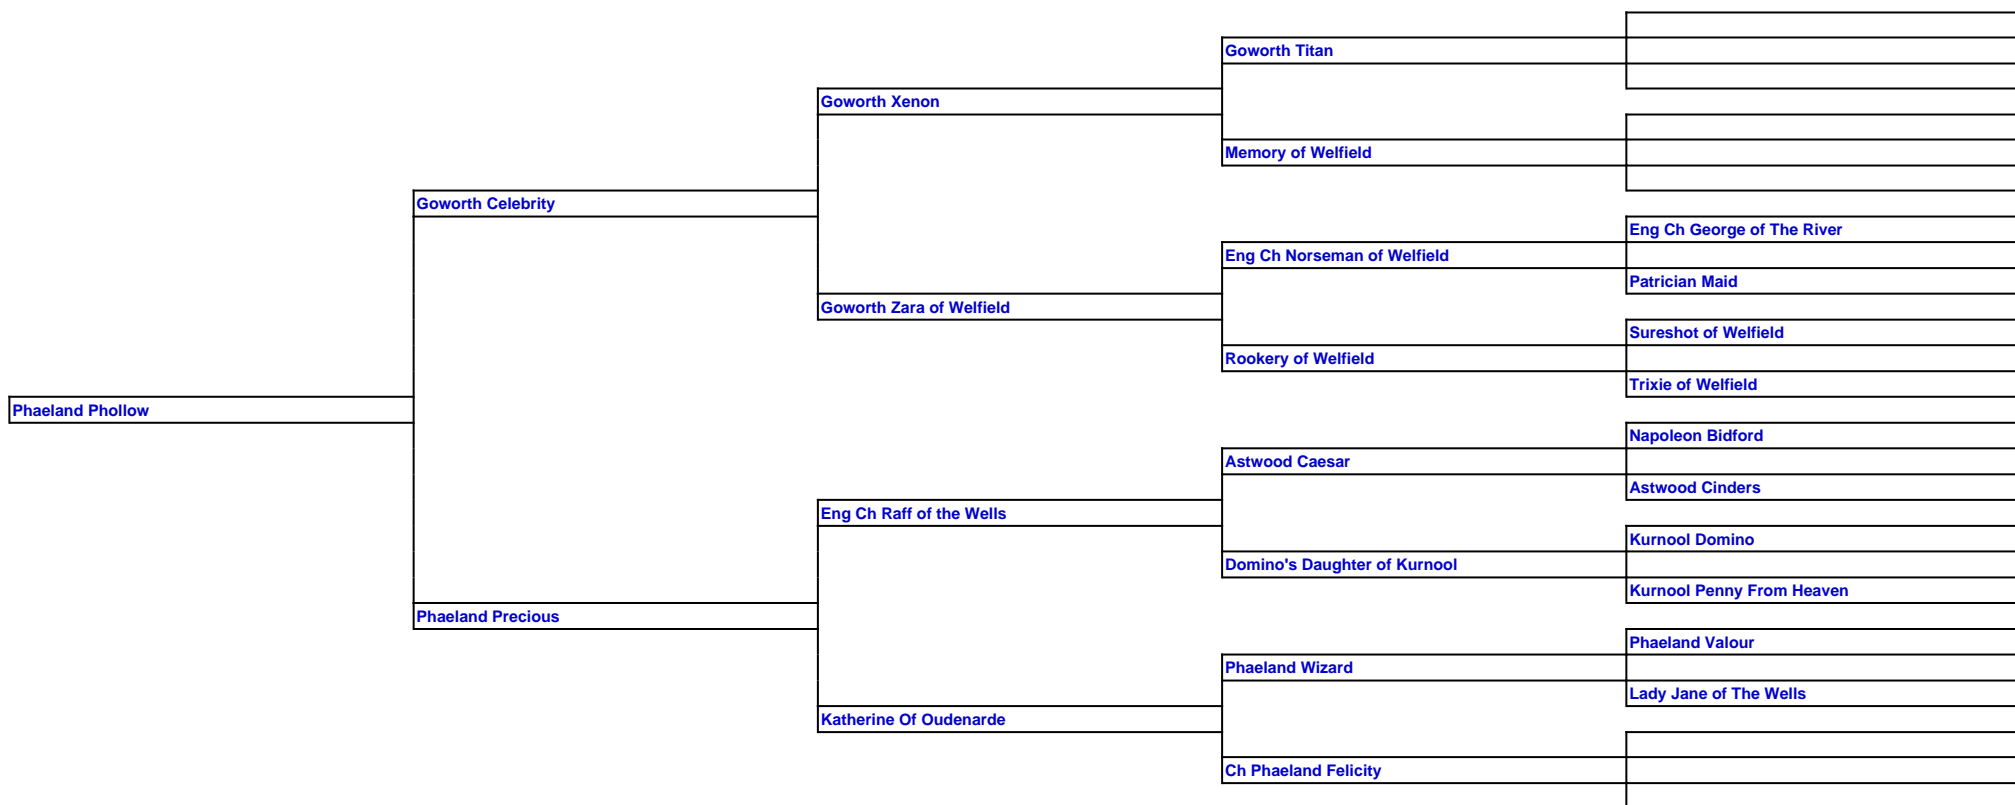 Goworth Titan
Goworth Xenon
Memory of Welfield
Goworth Celebrity
Eng Ch George of The River
Eng Ch Norseman of Welfield
Patrician Maid
Goworth Zara of Welfield
Sureshot of Welfield
Rookery of Welfield
Trixie of Welfield
Phaeland Phollow
Napoleon Bidford
Astwood Caesar
Astwood Cinders
Eng Ch Raff of the Wells
Kurnool Domino
Domino's Daughter of Kurnool
Kurnool Penny From Heaven
Phaeland Precious
Phaeland Valour
Phaeland Wizard
Lady Jane of The Wells
Katherine Of Oudenarde
Ch Phaeland Felicity